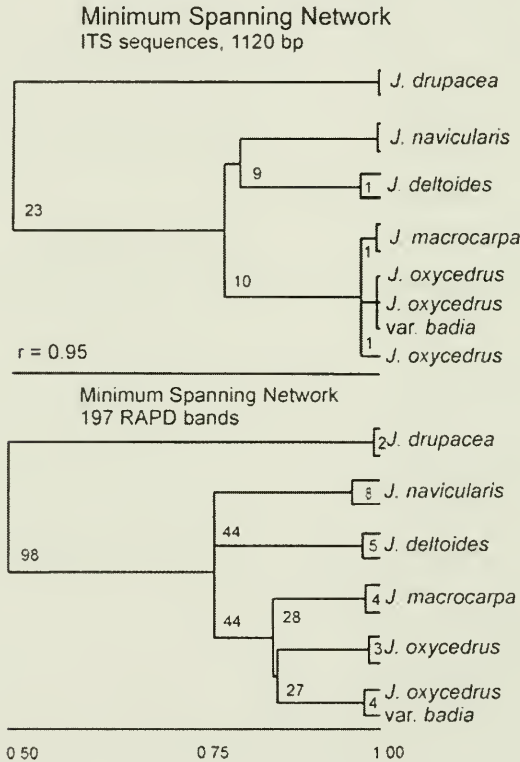 Minimum Spanning Network
ITS sequences, 1120 bp
J. drupacea
J. navicularis
9
1 J. deltoides
23
J. macrocarpa
1
J. oxycedrus
10
J. oxycedrus
var. badia
1
J. oxycedrus
r = 0.95
Minimum Spanning Network
197 RAPD bands
2 J. drupacea
8 J. navicularis
44
5 J. deltoides
98
4 J. macrocarpa
28
44
3 J. oxycedrus
27
4 J. oxycedrus
var. badia
0 50 0 75 1 00